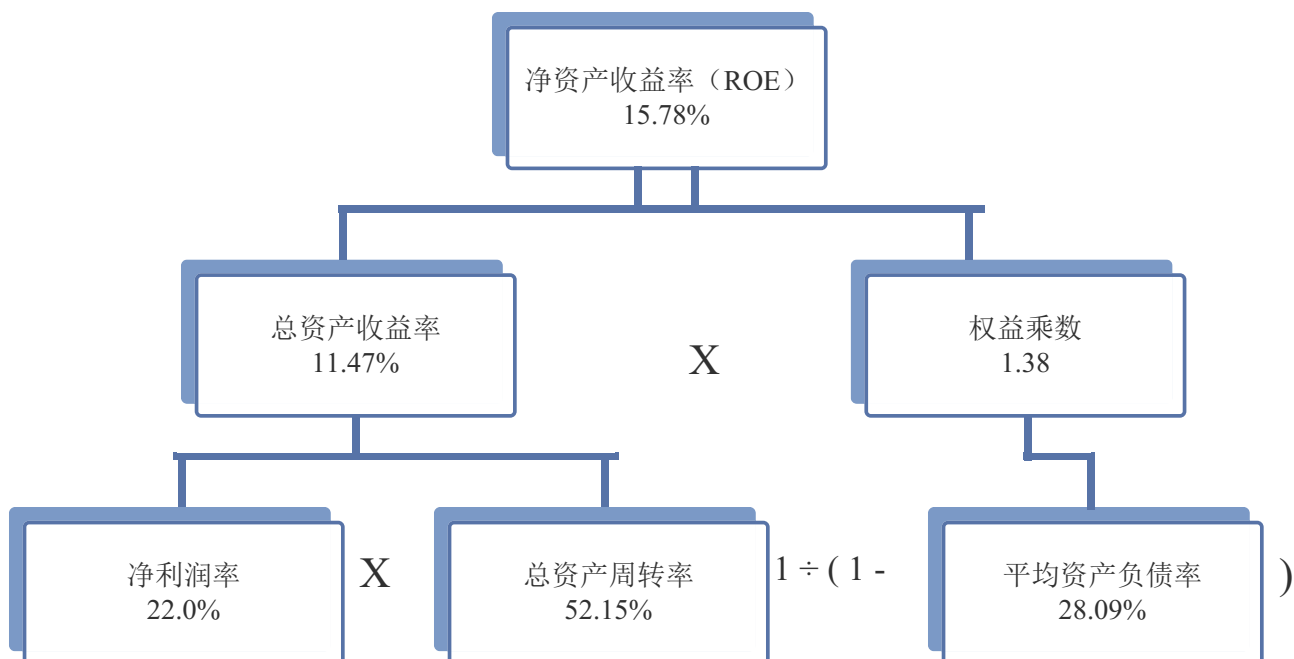 净资产收益率（ROE）
15.78%
总资产收益率
11.47%
X
权益乘数
1.38
净利润率
22.0%
X
总资产周转率
52.15%
1 ÷ ( 1 -
平均资产负债率
28.09%
)